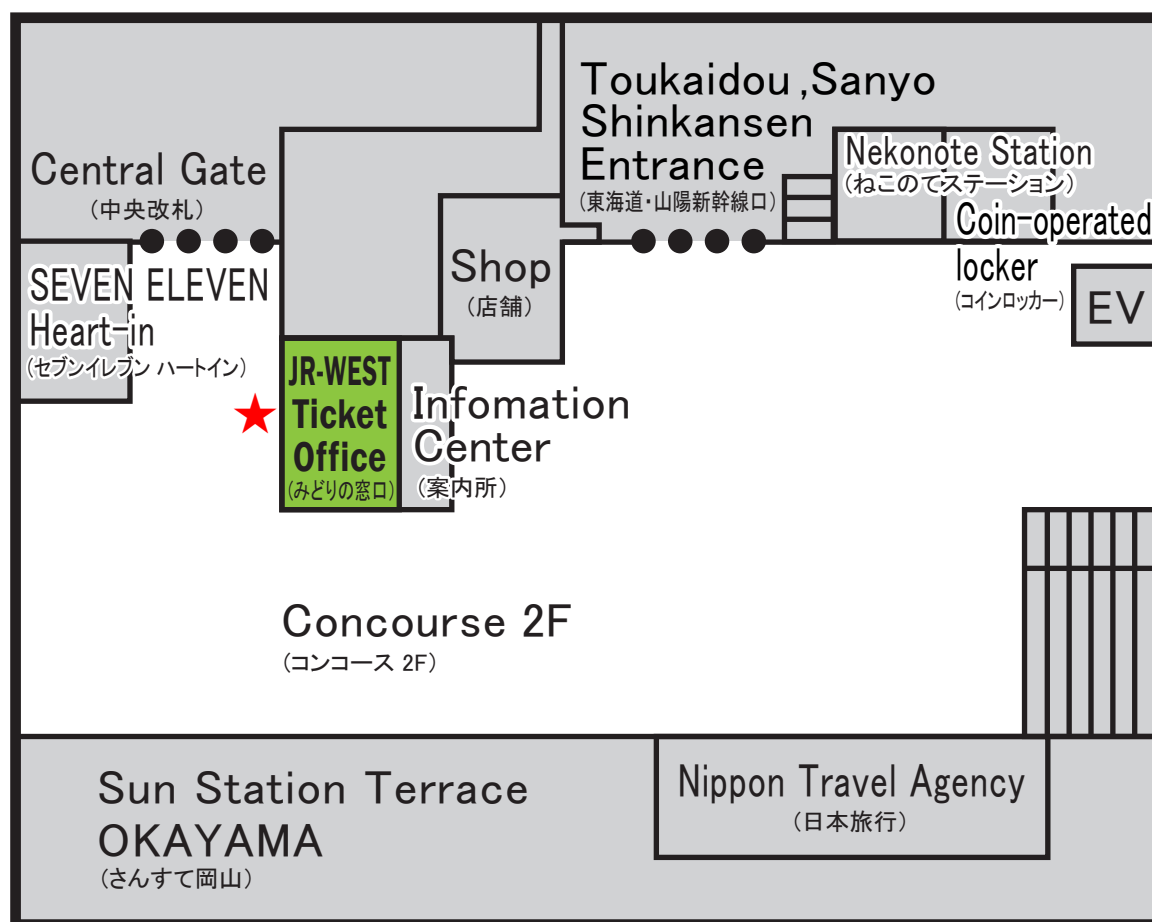 Central Gate
（中央改札）
SEVEN ELEVEN
Heart-in
（セブンイレブン ハートイン）
Toukaidou ,Sanyo
Shinkansen
Entrance
（東海道・山陽新幹線口）
Nekonote Station
（ねこのてステーション）
Coin-operated
locker
（コインロッカー）
EV
Shop
（店舗）
JR-WEST
Ticket
Office
（みどりの窓口）
Infomation
Center
（案内所）
Concourse 2F
（コンコース 2F）
Sun Station Terrace
OKAYAMA
（さんすて岡山）
Nippon Travel Agency
（日本旅行）